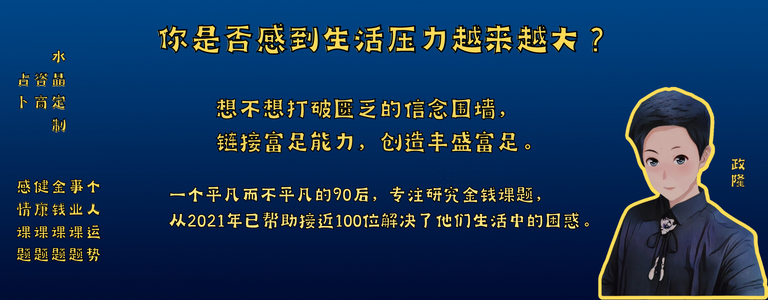 你是否感到生活压力越来越大？
水晶定制
咨商
占卜
想不想打破匮乏的信念围墙，
链接富足能力，创造丰盛富足。
政隆
个人运势
事业课题
金钱课题
健康课题
感情课题
一个平凡而不平凡的90后，专注研究金钱课题，
从2021年已帮助接近100位解决了他们生活中的困惑。